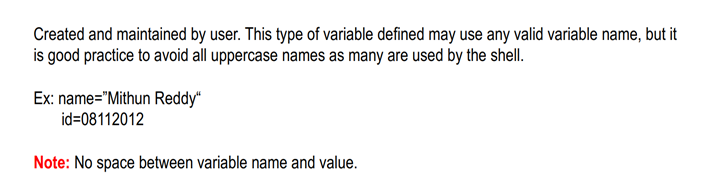 Created and maintained by user. This type of variable defined may use any valid variable name, but it
is good practice to avoid all uppercase names as many are used by the shell.
Ex: name=”Mithun Reddy“
id=08112012
Note: No space between variable name and value.